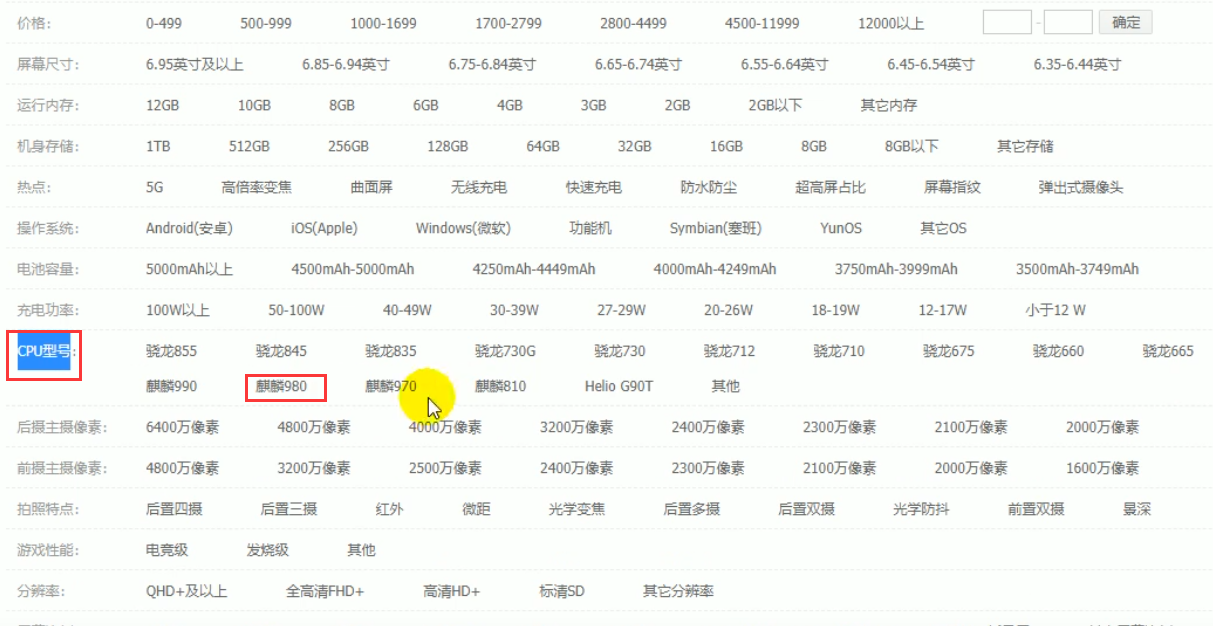 价格: 0-499 500-999 1000-1699 1700-2799 2800-4499 4500-11999 12000以上 - 确定
屏幕尺寸: 6.95英寸及以上 6.85-6.94英寸 6.75-6.84英寸 6.65-6.74英寸 6.55-6.64英寸 6.45-6.54英寸 6.35-6.44英寸
运行内存: 12GB 10GB 8GB 6GB 4GB 3GB 2GB 2GB以下 其它内存
机身存储: 1TB 512GB 256GB 128GB 64GB 32GB 16GB 8GB 8GB以下 其它存储
热点: 5G 高倍率变焦 曲面屏 无线充电 快速充电 防水防尘 超高屏占比 屏幕指纹 弹出式摄像头
操作系统: Android(安卓) iOS(Apple) Windows(微软) 功能机 Symbian(塞班) YunOS 其它OS
电池容量: 5000mAh以上 4500mAh-5000mAh 4250mAh-4449mAh 4000mAh-4249mAh 3750mAh-3999mAh 3500mAh-3749mAh
充电功率: 100W以上 50-100W 40-49W 30-39W 27-29W 20-26W 18-19W 12-17W 小于12 W
CPU型号: 骁龙855 骁龙845 骁龙835 骁龙730G 骁龙730 骁龙712 骁龙710 骁龙675 骁龙660 骁龙665
麒麟990 麒麟980 麒麟970 麒麟810 Helio G90T 其他
后摄主摄像素: 6400万像素 4800万像素 4000万像素 3200万像素 2400万像素 2300万像素 2100万像素 2000万像素
前摄主摄像素: 4800万像素 3200万像素 2500万像素 2400万像素 2300万像素 2100万像素 2000万像素 1600万像素
拍照特点: 后置四摄 后置三摄 红外 微距 光学变焦 后置多摄 后置双摄 光学防抖 前置双摄 景深
游戏性能: 电竞级 发烧级 其他
分辨率: QHD+及以上 全高清FHD+ 高清HD+ 标清SD 其它分辨率